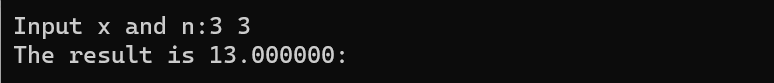 Input x and n:3 3
The result is 13.000000: